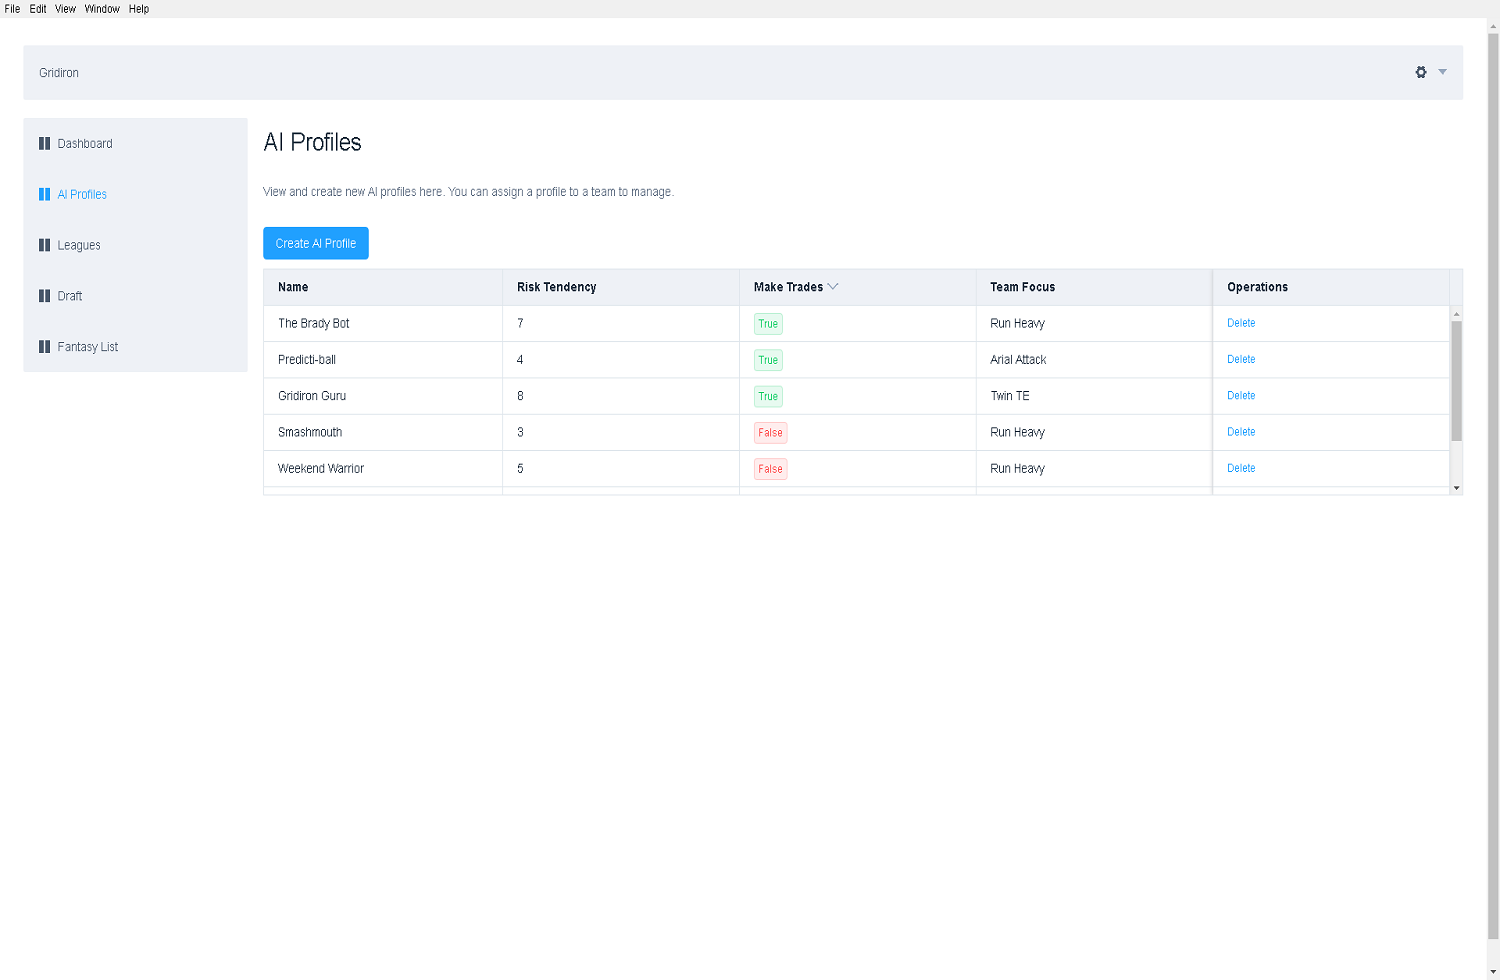 File Edit View Window Help
Gridiron
Dashboard
AI Profiles
Leagues
Draft
Fantasy List
AI Profiles
View and create new AI profiles here. You can assign a profile to a team to manage.
Create AI Profile
Name Risk Tendency Make Trades Team Focus Operations
The Brady Bot 7 True Run Heavy Delete
Predicti-ball 4 True Arial Attack Delete
Gridiron Guru 8 True Twin TE Delete
Smashmouth 3 False Run Heavy Delete
Weekend Warrior 5 False Run Heavy Delete